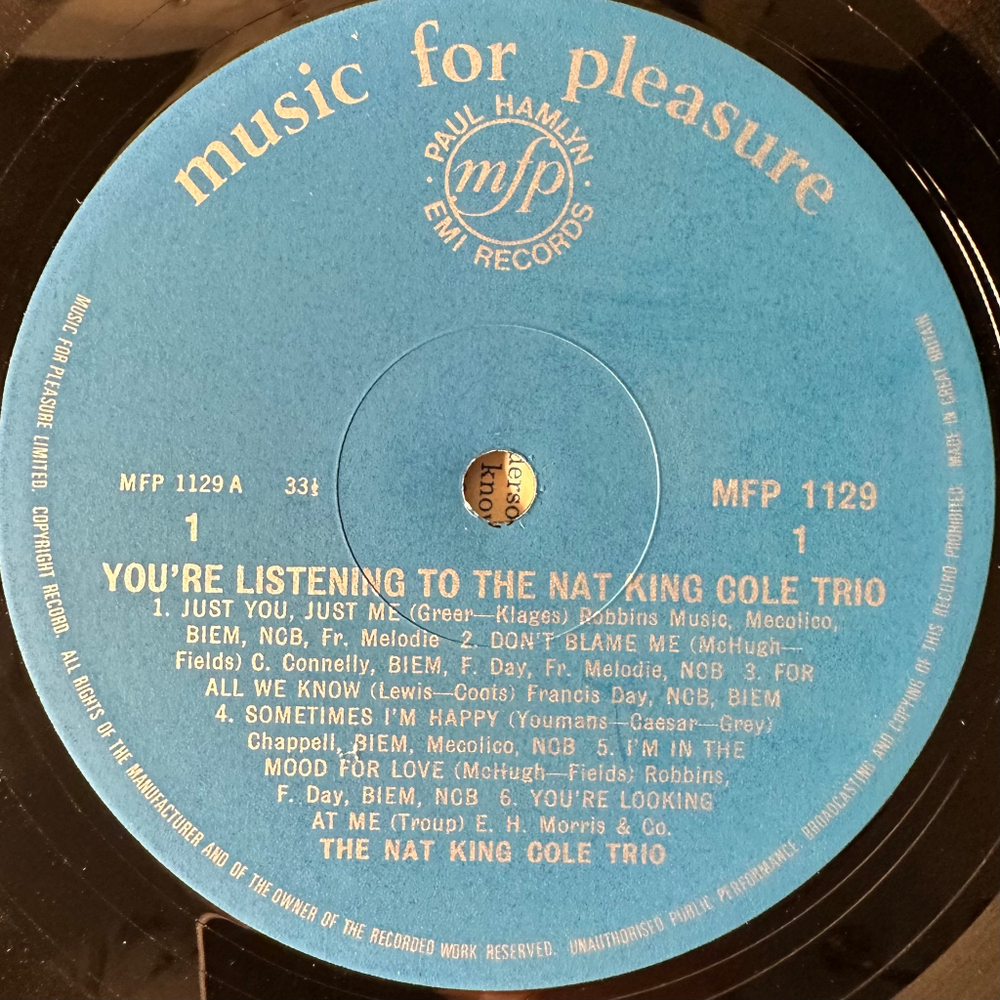 music for pleasure
PAUL HAMLYN
mfp
· EMI RECORDS ·
MUSIC FOR PLEASURE LIMITED. COPYRIGHT RECORD. ALL RIGHTS OF THE MANUFACTURER AND OF THE OWNER OF THE RECORDED WORK RESERVED. UNAUTHORISED PUBLIC PERFORMANCE BROADCASTING AND COPYING OF THIS RECORD PROHIBITED. MADE IN GREAT BRITAIN
MFP 1129 A 33⅓
1
MFP 1129
1
derso
know
YOU'RE LISTENING TO THE NAT KING COLE TRIO
1. JUST YOU, JUST ME (Greer—Klages) Robbins Music, Mecolico,
BIEM, NCB, Fr. Melodie 2. DON'T BLAME ME (McHugh—
Fields) C. Connelly, BIEM, F. Day, Fr. Melodie, NCB 3. FOR
ALL WE KNOW (Lewis—Coots) Francis Day, NCB, BIEM
4. SOMETIMES I'M HAPPY (Youmans—Caesar—Grey)
Chappell, BIEM, Mecolico, NCB 5. I'M IN THE
MOOD FOR LOVE (McHugh—Fields) Robbins,
F. Day, BIEM, NCB 6. YOU'RE LOOKING
AT ME (Troup) E. H. Morris & Co.
THE NAT KING COLE TRIO